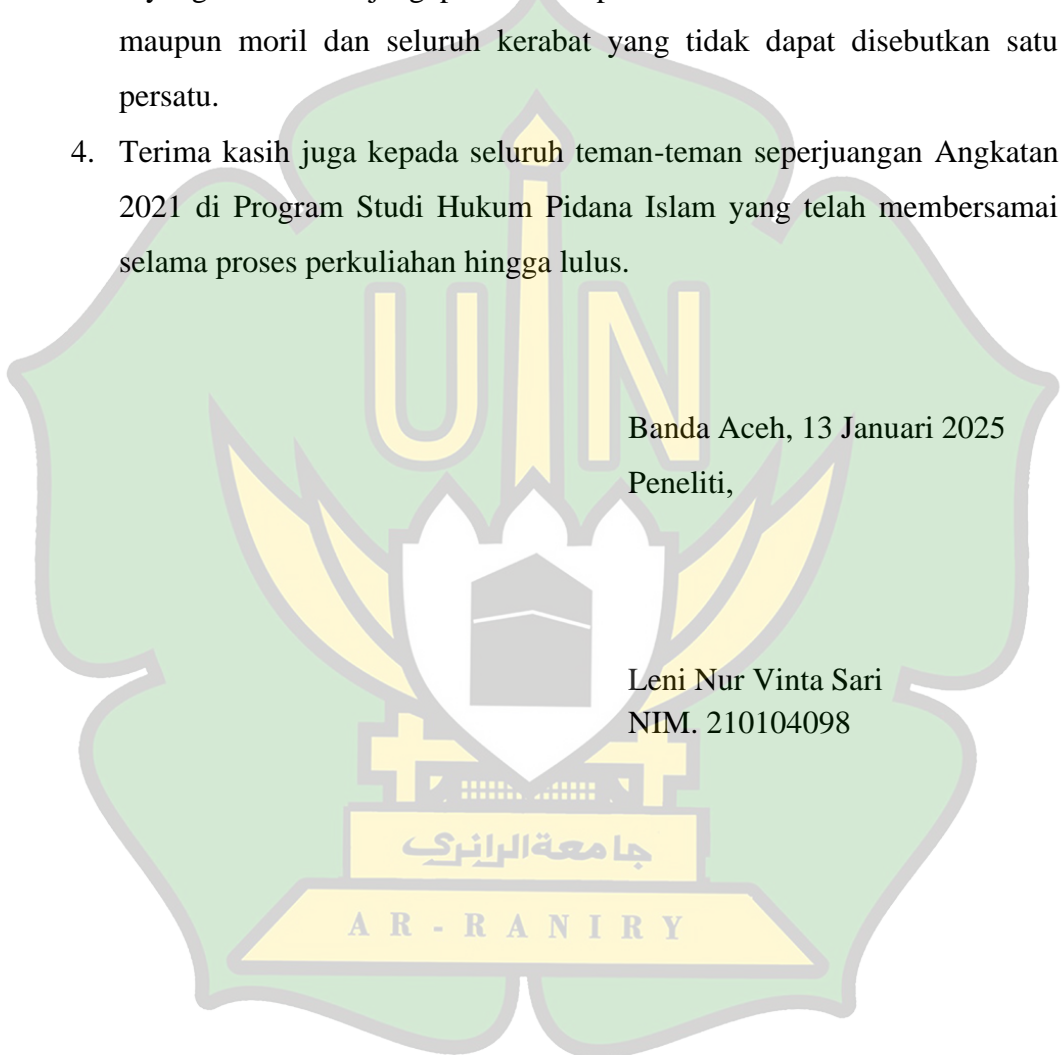 maupun moril dan seluruh kerabat yang tidak dapat disebutkan satu
persatu.
4. Terima kasih juga kepada seluruh teman-teman seperjuangan Angkatan
2021 di Program Studi Hukum Pidana Islam yang telah membersamai
selama proses perkuliahan hingga lulus.
UIN
Banda Aceh, 13 Januari 2025
Peneliti,
Leni Nur Vinta Sari
NIM. 210104098
جامعة الرانري
AR-RANIRY